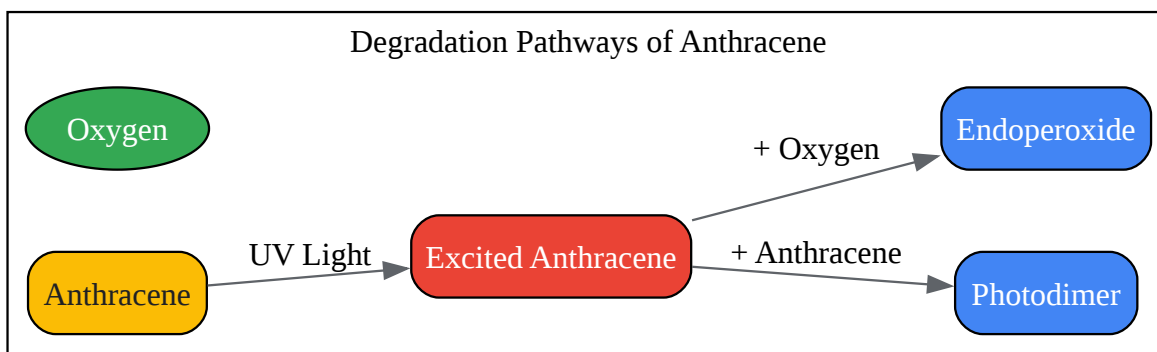 Degradation Pathways of Anthracene
Oxygen
Endoperoxide
+ Oxygen
UV Light
Excited Anthracene
+ Anthracene
Anthracene
Photodimer